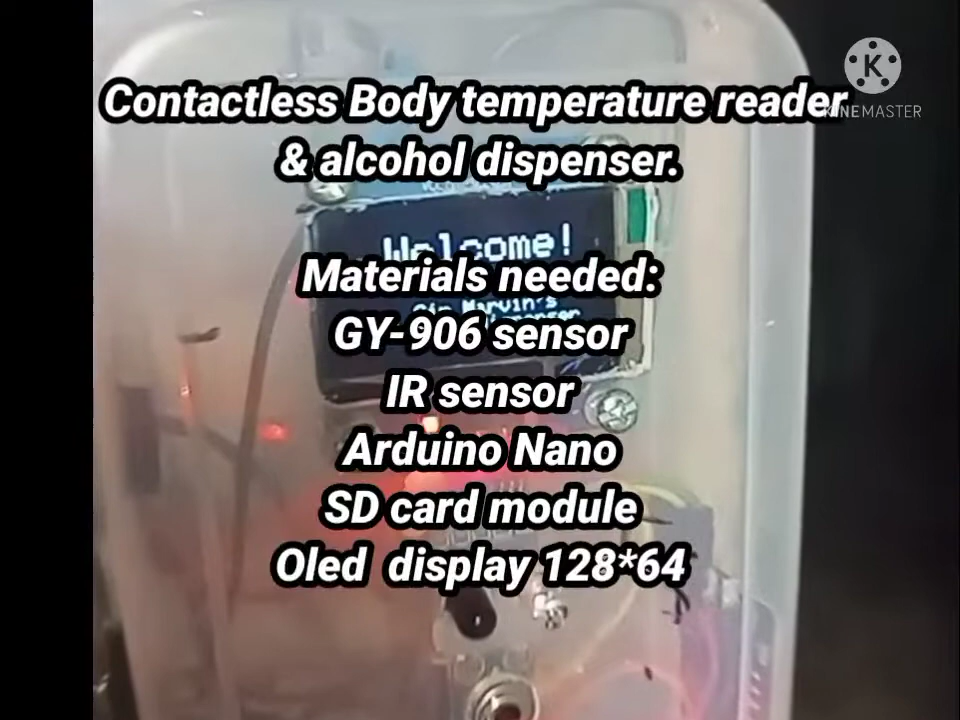 Contactless Body temperature reader
& alcohol dispenser.
KINEMASTER
Welcome!
Materials needed:
Marvin's
GY-906 sensor
IR sensor
Arduino Nano
SD card module
Oled display 128*64